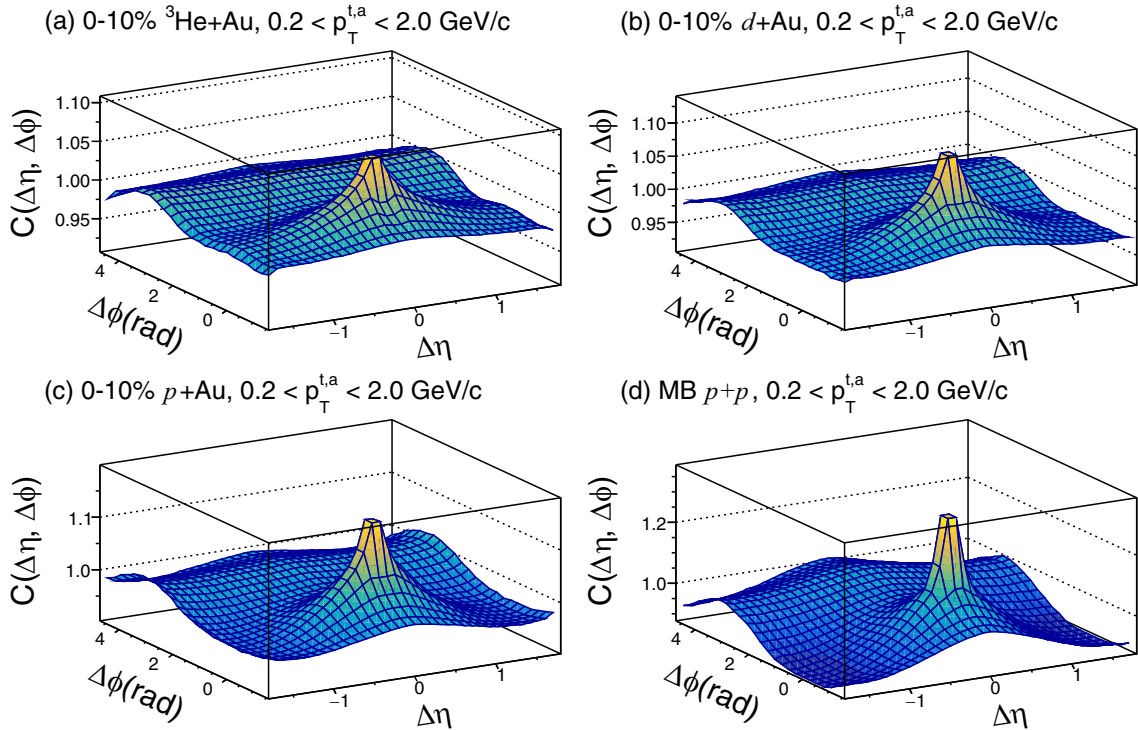 (a) 0-10% ³He+Au, 0.2 < p_T^{t,a} < 2.0 GeV/c
C(Δη, Δϕ)
1.10
1.05
1.00
0.95
4
2
0
Δϕ(rad)
−1
0
1
Δη
(b) 0-10% d+Au, 0.2 < p_T^{t,a} < 2.0 GeV/c
C(Δη, Δϕ)
1.10
1.05
1.00
0.95
4
2
0
Δϕ(rad)
−1
0
1
Δη
(c) 0-10% p+Au, 0.2 < p_T^{t,a} < 2.0 GeV/c
C(Δη, Δϕ)
1.1
1.0
4
2
0
Δϕ(rad)
−1
0
1
Δη
(d) MB p+p, 0.2 < p_T^{t,a} < 2.0 GeV/c
C(Δη, Δϕ)
1.2
1.0
4
2
0
Δϕ(rad)
−1
0
1
Δη